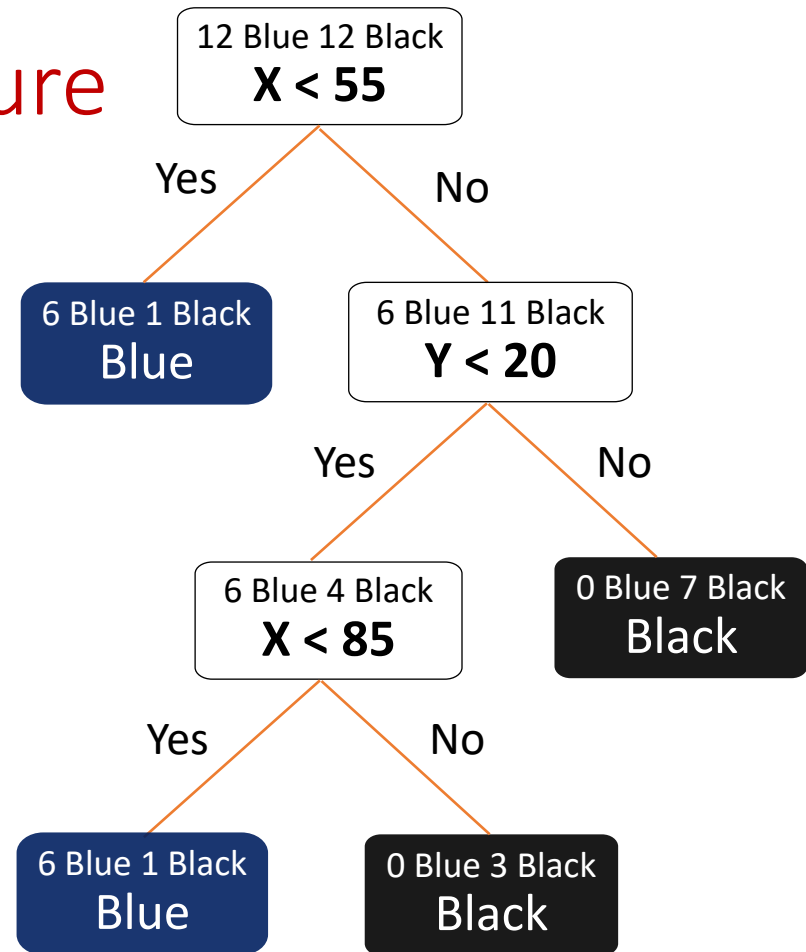 ure
12 Blue 12 Black
X < 55
Yes
No
6 Blue 1 Black
Blue
6 Blue 11 Black
Y < 20
Yes
No
6 Blue 4 Black
X < 85
0 Blue 7 Black
Black
Yes
No
6 Blue 1 Black
Blue
0 Blue 3 Black
Black